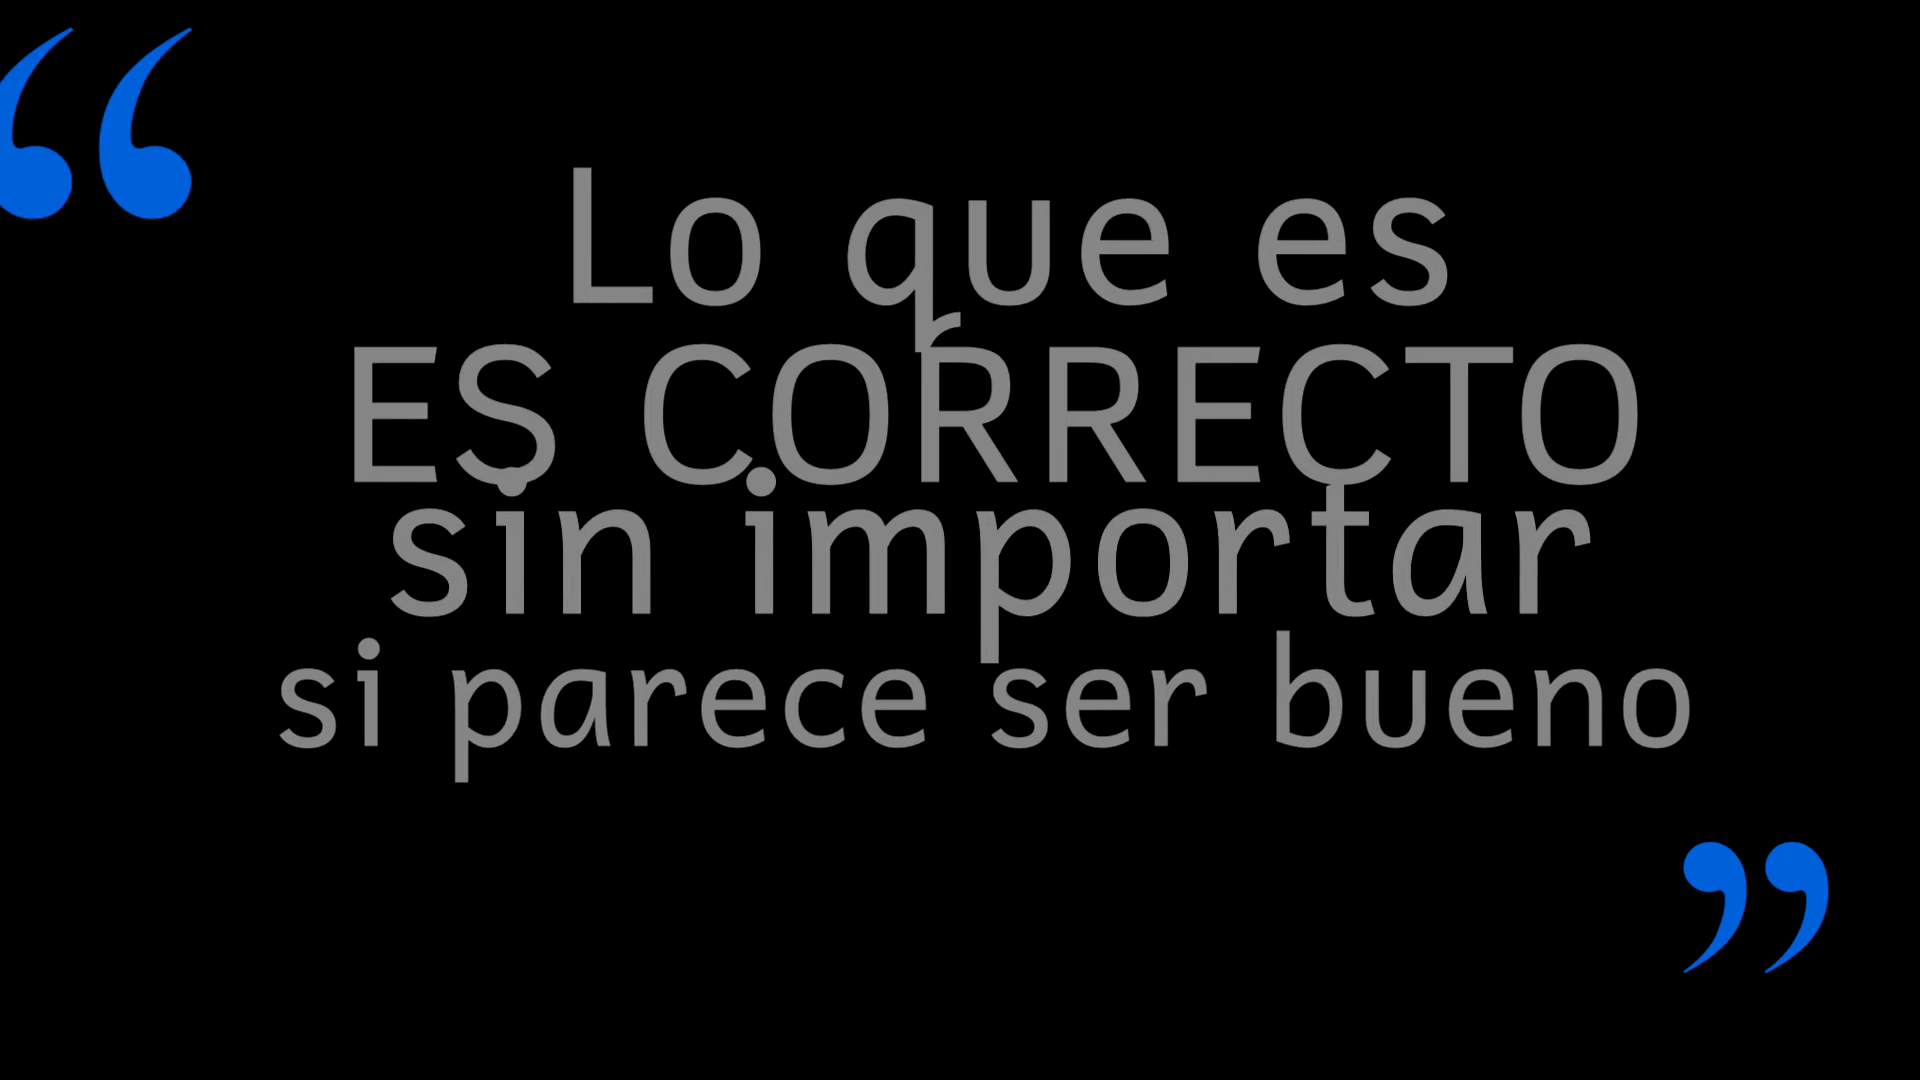 “
Lo que es
ES CORRECTO
sin importar
si parece ser bueno
”